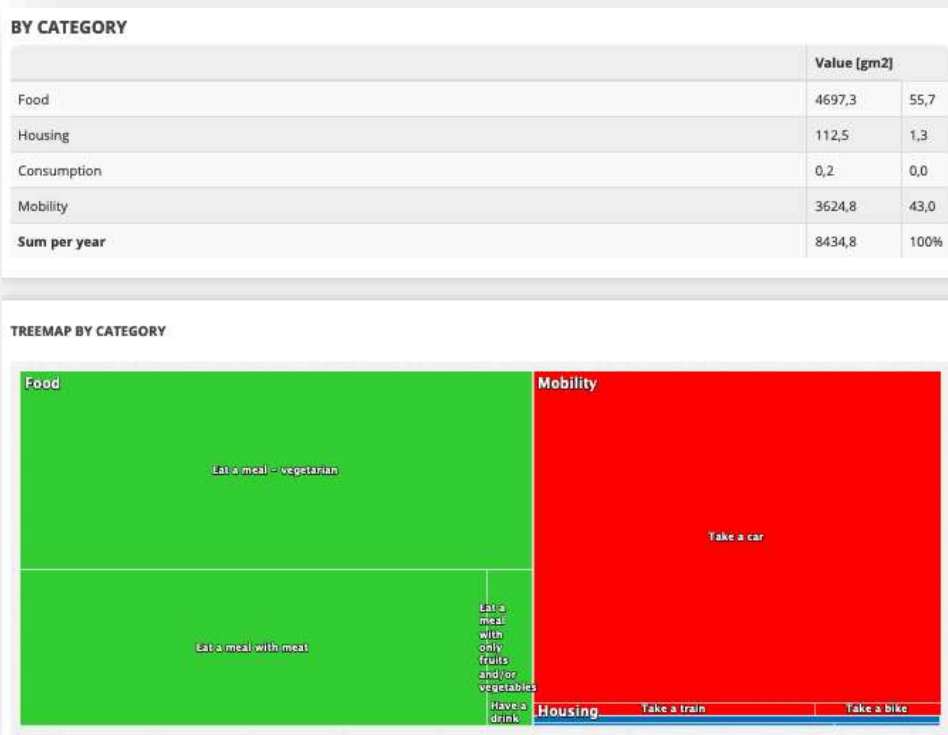 BY CATEGORY
Value [gm2]
Food 4697,3 55,7
Housing 112,5 1,3
Consumption 0,2 0,0
Mobility 3624,8 43,0
Sum per year 8434,8 100%
TREEMAP BY CATEGORY
Food
Mobility
Eat a meal - vegetarian
Take a car
Eat a meal with meat
Eat a
meal
with
only
fruits
and/or
vegetables
Have a
drink
Housing
Take a train
Take a bike